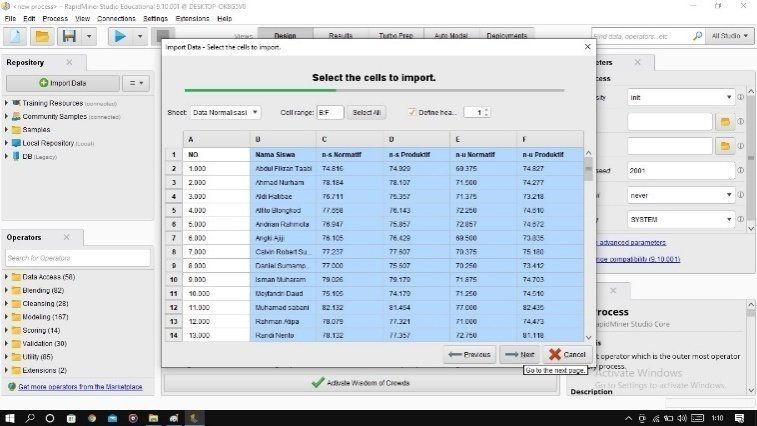 <new process> – RapidMiner Studio Educational 9.10.001 @ DESKTOP-OKBG5V0
File Edit Process View Connections Settings Extensions Help
Views: Design Results Turbo Prep Auto Model Deployments Find data, operators...etc All Studio
Repository
Import Data
Training Resources (connected)
Community Samples (connected)
Samples
Local Repository (Local)
DB (Legacy)
Operators
Search for Operators
Data Access (58)
Blending (82)
Cleansing (28)
Modeling (167)
Scoring (14)
Validation (30)
Utility (85)
Extensions (2)
Get more operators from the Marketplace
Import Data - Select the cells to import.
Select the cells to import.
Sheet: Data Normalisasi Cell range: B:F Select All Define hea... 1
A B C D E F
1 NO Nama Siswa n-s Normatif n-s Produktif n-u Normatif n-u Produktif
2 1.000 Abdul Fikran Taabi 74.816 74.929 69.375 74.827
3 2.000 Ahmad Nurham 78.184 78.107 71.500 74.277
4 3.000 Aldi Halibae 76.711 75.357 71.375 73.218
5 4.000 Alfito Blongkod 77.658 76.143 72.250 74.610
6 5.000 Andrian Rahmola 76.947 75.857 72.857 74.572
7 6.000 Angki Ajiji 76.105 76.429 69.500 73.835
8 7.000 Calvin Robert Su... 77.237 77.607 70.375 75.180
9 8.000 Daniel Sumamp... 77.000 75.607 70.250 73.412
10 9.000 Isman Muharam 79.026 79.179 71.875 74.703
11 10.000 Meyfandri Daud 75.105 74.179 71.250 74.510
12 11.000 Muhamad sabani 82.132 81.464 77.000 82.435
13 12.000 Rahman Atipa 78.079 77.321 71.000 74.473
14 13.000 Randi Nento 78.132 77.357 72.750 81.118
Previous Next Cancel
Go to the next page.
Activate Wisdom of Crowds
eters
cess
sity init
seed 2001
never
SYSTEM
advanced parameters
nge compatibility (9.10.001)
rocess
apidMiner Studio Core
is
t operator which is the outer most operator
y process.
Activate Windows
Go to Settings to activate Windows.
Description
1:10